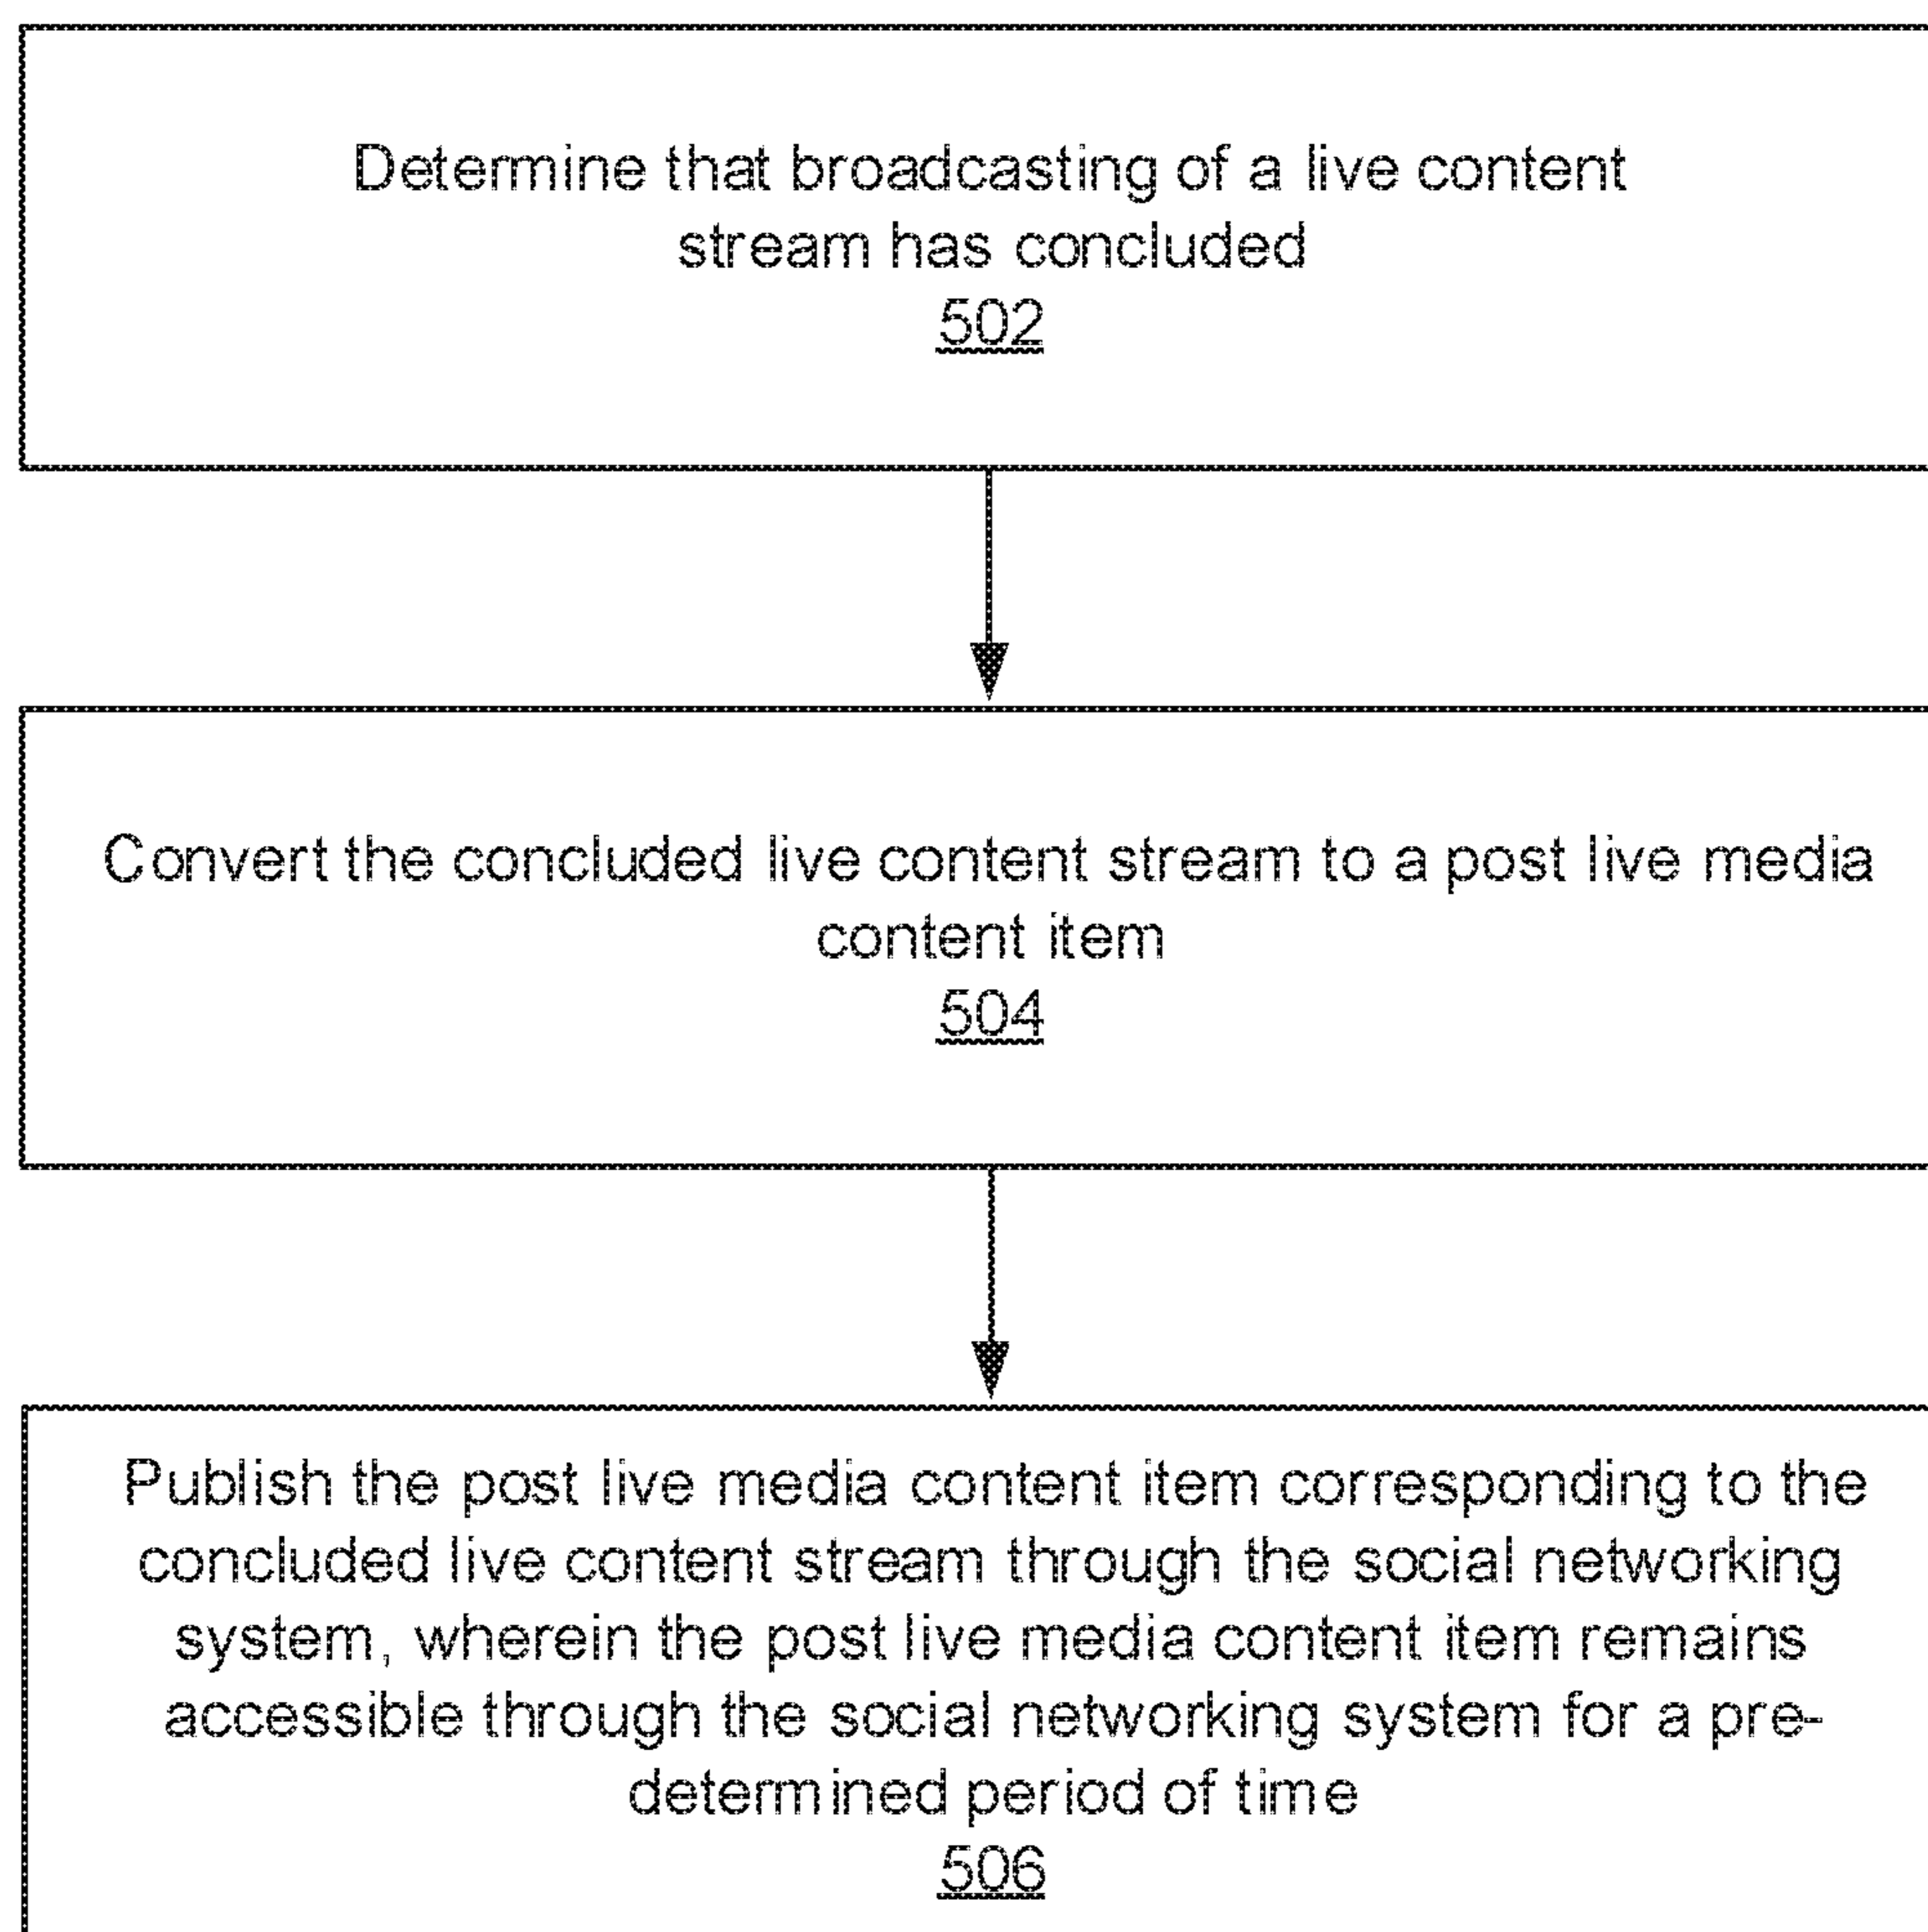 Determine that broadcasting of a live content
stream has concluded
502
Convert the concluded live content stream to a post live media
content item
504
Publish the post live media content item corresponding to the
concluded live content stream through the social networking
system, wherein the post live media content item remains
accessible through the social networking system for a pre-
determined period of time
506